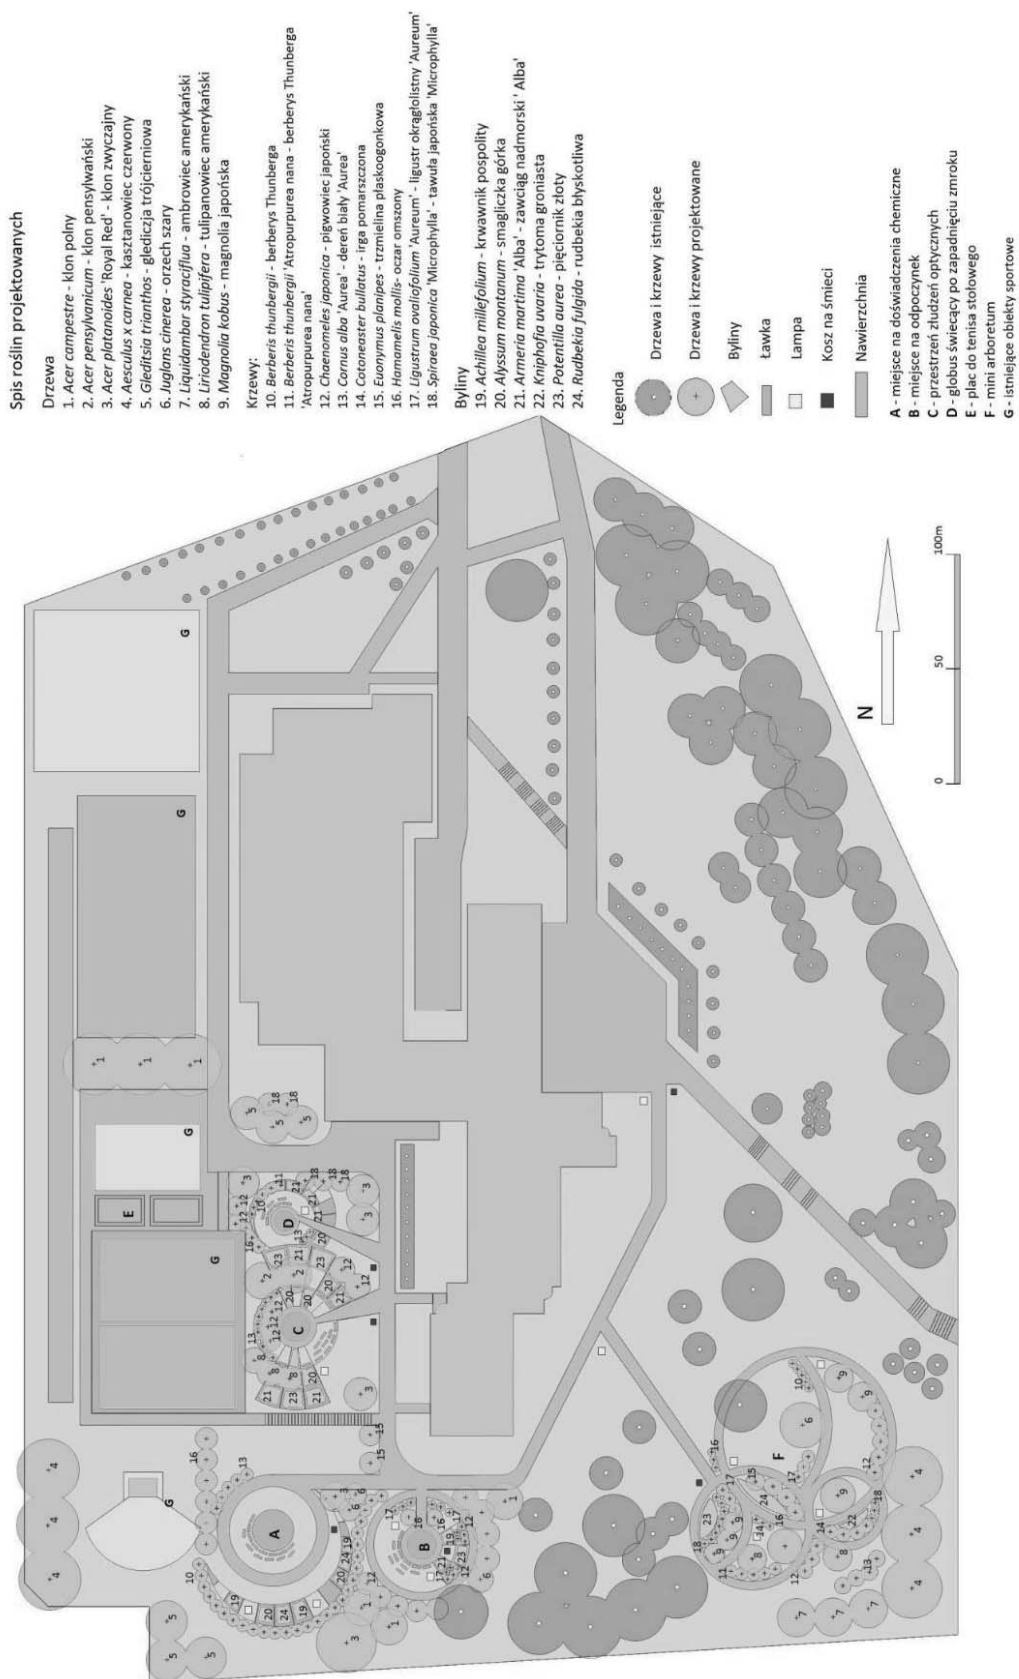 Spis roślin projektowanych
Drzewa
1. Acer campestre - klon polny
2. Acer pensylvanicum - klon pensylwański
3. Acer platanoides 'Royal Red' - klon zwyczajny
4. Aesculus x carnea - kasztanowiec czerwony
5. Gleditsia trianthos - glediczja trójcierniowa
6. Juglans cinerea - orzech szary
7. Liquidambar styraciflua - ambrowiec amerykański
8. Liriodendron tulipifera - tulipanowiec amerykański
9. Magnolia kobus - magnolia japońska
Krzewy:
10. Berberis thunbergii - berberys Thunberga
11. Berberis thunbergii 'Atropurpurea nana - berberys Thunberga
'Atropurpurea nana'
12. Chaenomeles japonica - pigwowiec japoński
13. Cornus alba 'Aurea' - dereń biały 'Aurea'
14. Cotoneaster bullatus - irga pomarszczona
15. Euonymus planipes - trzmielina płaskoogonkowa
16. Hamamelis mollis- oczar omszony
17. Ligustrum ovaliofolium 'Aureum' - ligustr okrągłolistny 'Aureum'
18. Spiraea japonica 'Microphylla' - tawuła japońska 'Microphylla'
Byliny
19. Achillea millefolium - krwawnik pospolity
20. Alyssum montanum - smagliczka górka
21. Armeria martima 'Alba' - zawciąg nadmorski ' Alba'
22. Kniphofia uvaria - trytoma groniasta
23. Potentilla aurea - pięciornik złoty
24. Rudbekia fulgida - rudbekia błyskotliwa
Legenda
Drzewa i krzewy istniejące
Drzewa i krzewy projektowane
Byliny
Ławka
Lampa
Kosz na śmieci
Nawierzchnia
A - miejsce na doświadczenia chemiczne
B - miejsce na odpoczynek
C - przestrzeń złudzeń optycznych
D - globus świecący po zapadnięciu zmroku
E - plac do tenisa stołowego
F - mini arboretum
G - istniejące obiekty sportowe
N
0 50 100m
G
G
G
G
G
E
D
C
A
B
F